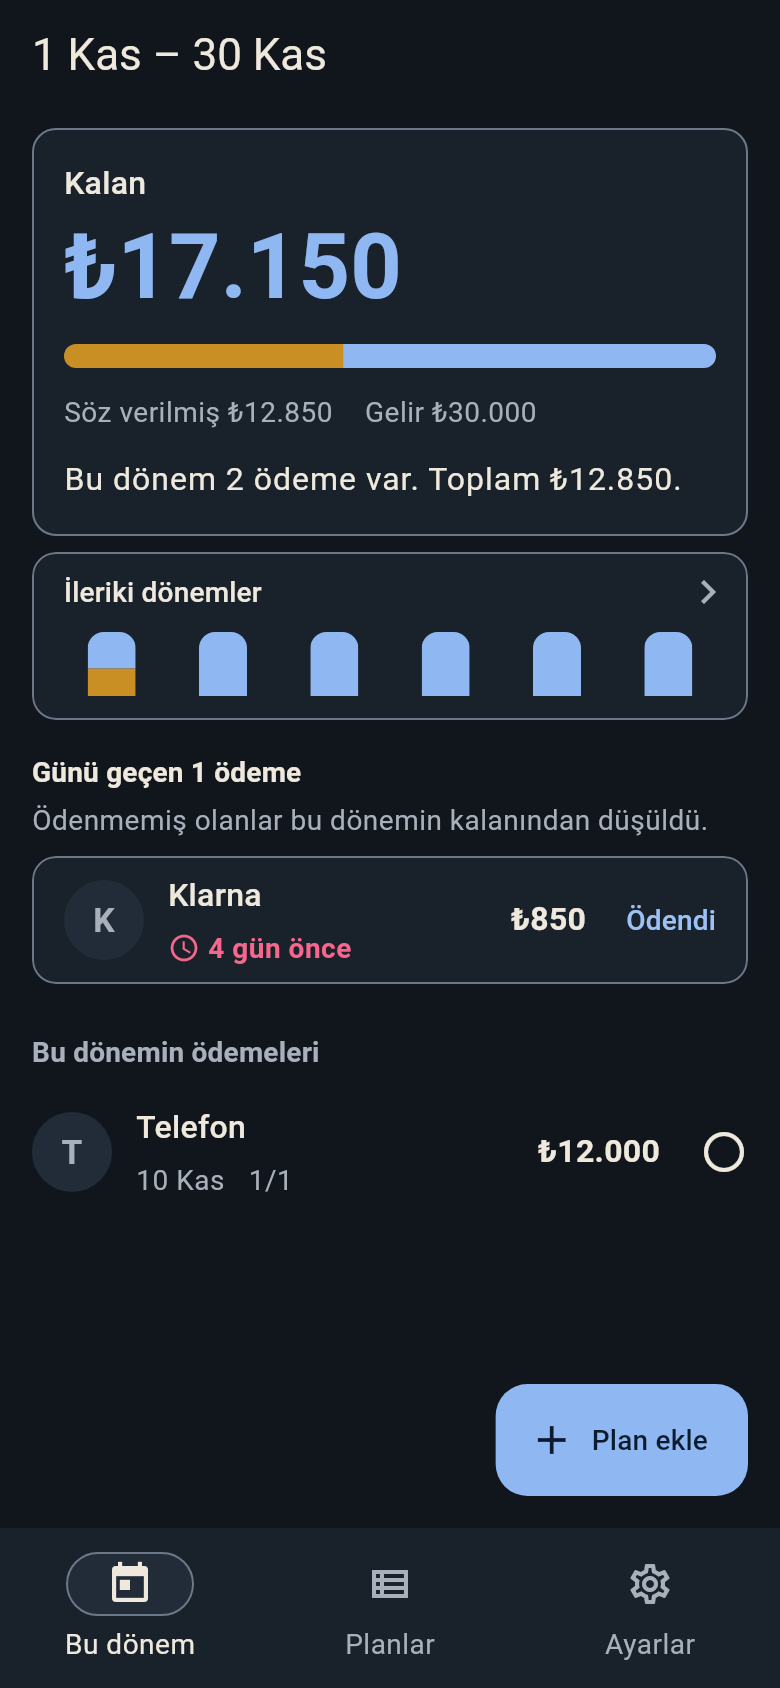 1 Kas – 30 Kas
Kalan
₺17.150
Söz verilmiş ₺12.850 Gelir ₺30.000
Bu dönem 2 ödeme var. Toplam ₺12.850.
İleriki dönemler
Günü geçen 1 ödeme
Ödenmemiş olanlar bu dönemin kalanından düşüldü.
K
Klarna
4 gün önce
₺850
Ödendi
Bu dönemin ödemeleri
T
Telefon
10 Kas 1/1
₺12.000
Plan ekle
Bu dönem
Planlar
Ayarlar